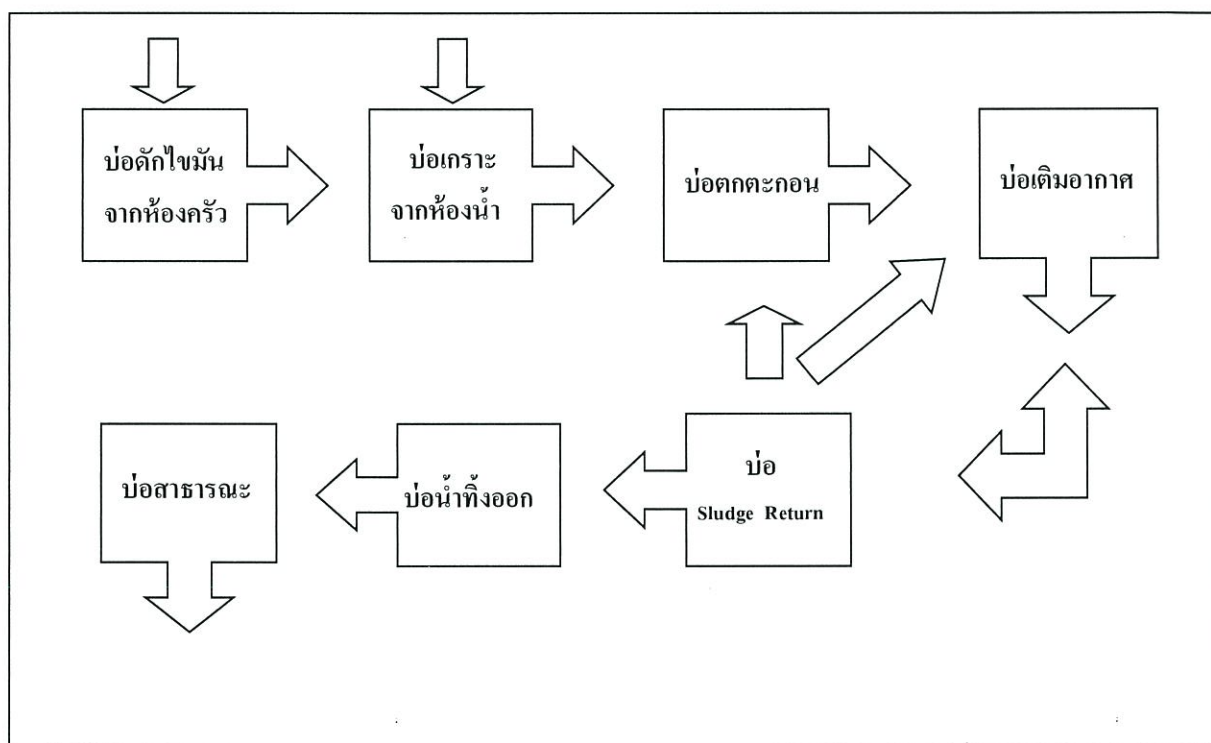 บ่อดักไขมัน
จากห้องครัว
บ่อเกราะ
จากห้องน้ำ
บ่อตกตะกอน
บ่อเติมอากาศ
บ่อสาธารณะ
บ่อน้ำทิ้งออก
บ่อ
Sludge Return